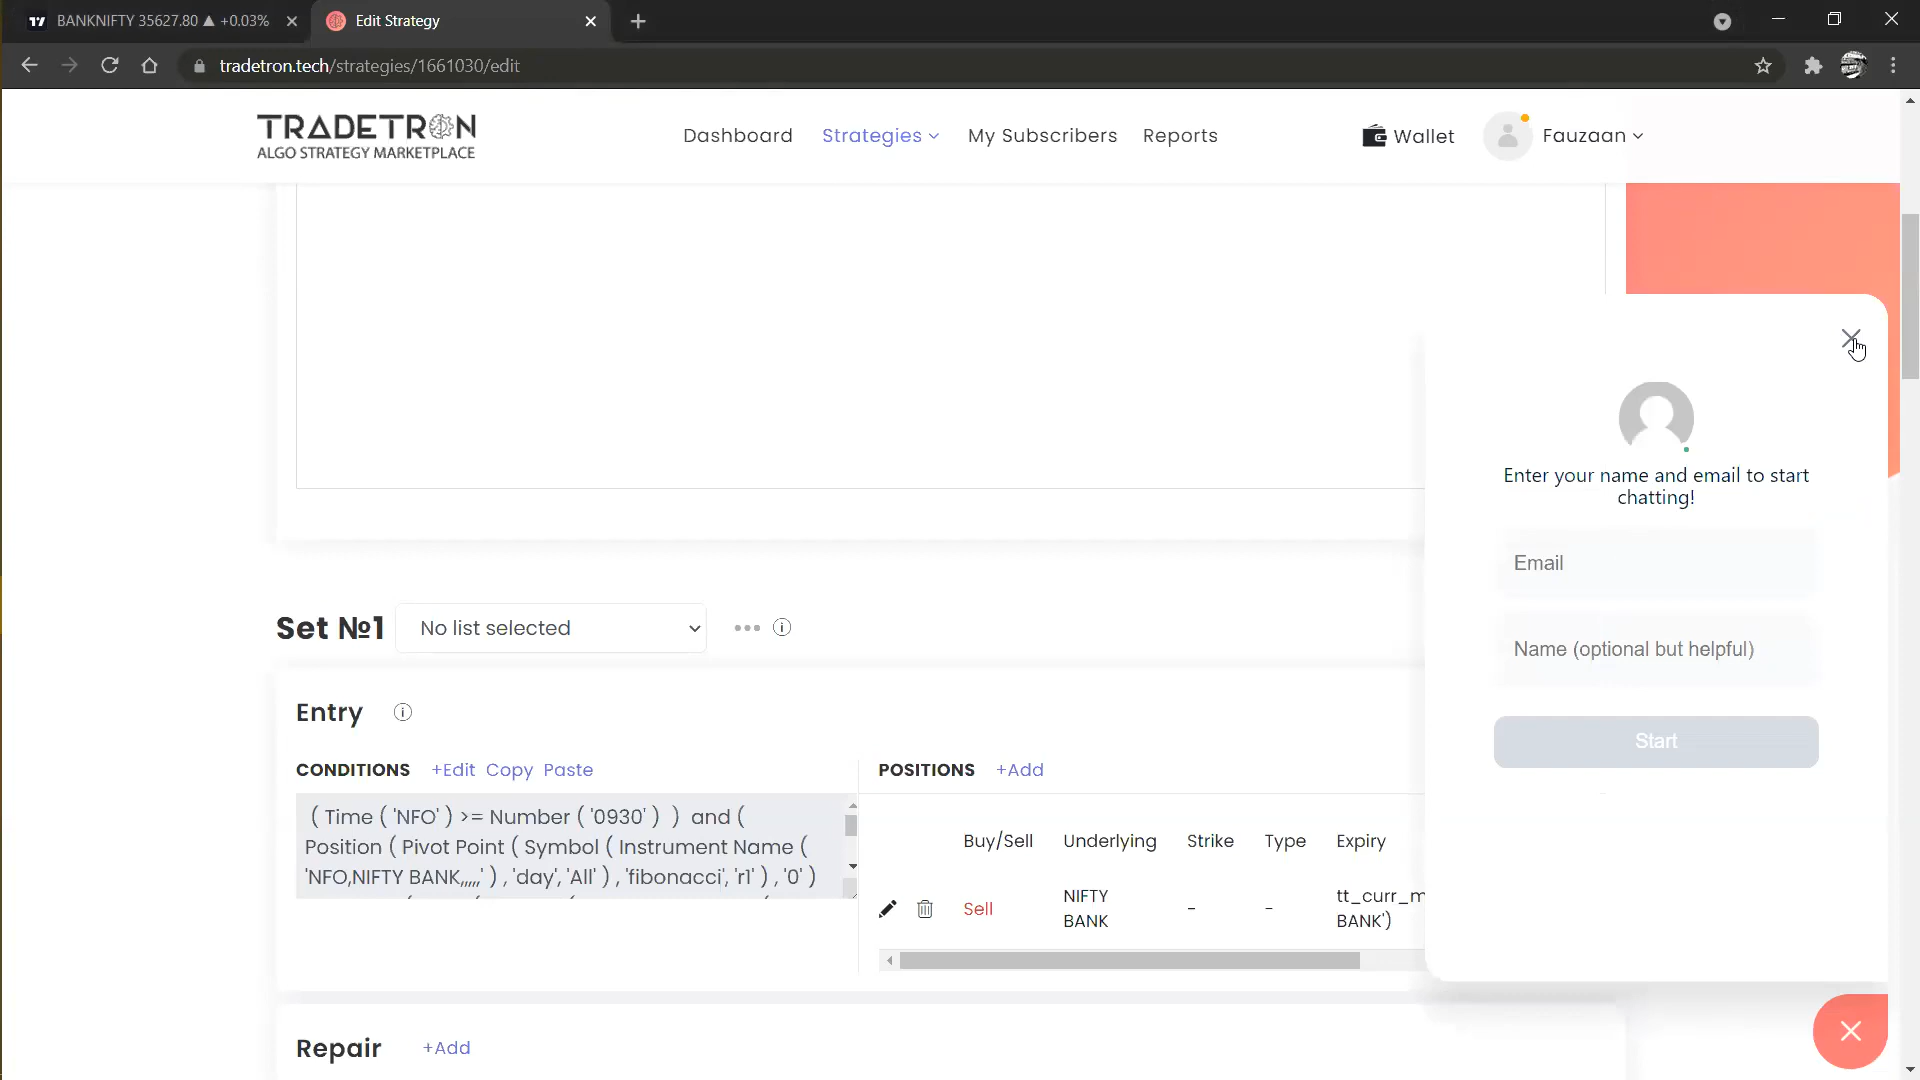 BANKNIFTY 35627.80 ▲ +0.03%
Edit Strategy
tradetron.tech/strategies/1661030/edit
TRADETRON
ALGO STRATEGY MARKETPLACE
Dashboard
Strategies
My Subscribers
Reports
Wallet
Fauzaan
Enter your name and email to start
chatting!
Email
Name (optional but helpful)
Start
Set №1
No list selected
Entry
CONDITIONS +Edit Copy Paste
( Time ( 'NFO' ) >= Number ( '0930' ) ) and (
Position ( Pivot Point ( Symbol ( Instrument Name (
'NFO,NIFTY BANK,,,,,' ) , 'day', 'All' ) , 'fibonacci', 'r1' ) , '0' )
POSITIONS +Add
Buy/Sell Underlying Strike Type Expiry
Sell NIFTY BANK - - tt_curr_m BANK')
Repair +Add